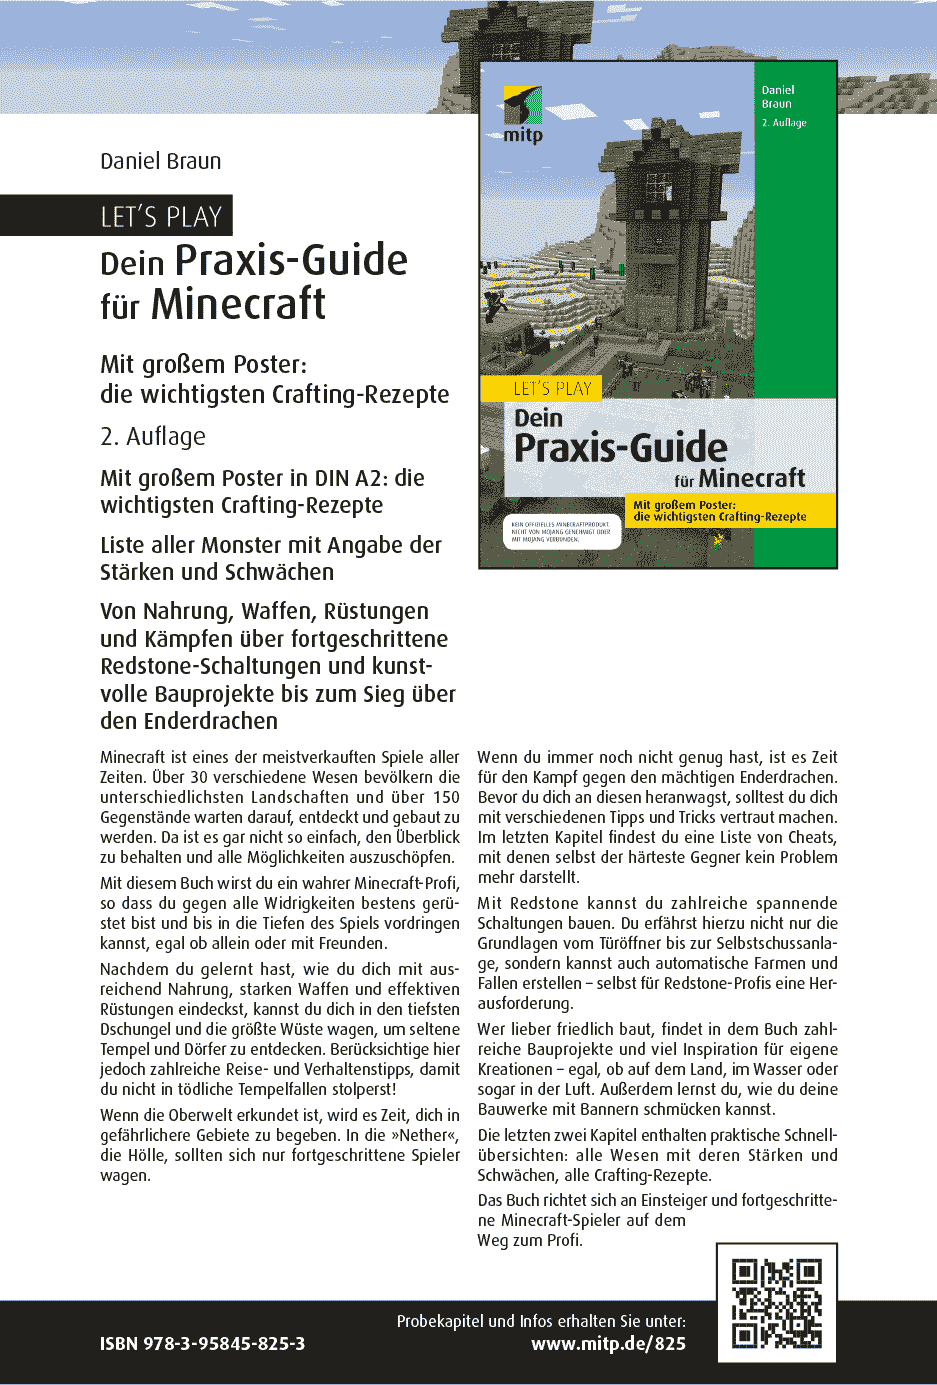 Daniel Braun
LET’S PLAY
Dein Praxis-Guide
für Minecraft
Mit großem Poster:
die wichtigsten Crafting-Rezepte
2. Auflage
Mit großem Poster in DIN A2: die
wichtigsten Crafting-Rezepte
Liste aller Monster mit Angabe der
Stärken und Schwächen
Von Nahrung, Waffen, Rüstungen
und Kämpfen über fortgeschrittene
Redstone-Schaltungen und kunst-
volle Bauprojekte bis zum Sieg über
den Enderdrachen
mitp
Daniel
Braun
2. Auflage
LET’S PLAY
Dein
Praxis-Guide
für Minecraft
Mit großem Poster:
die wichtigsten Crafting-Rezepte
KEIN OFFIZIELLES MINECRAFTPRODUKT.
NICHT VON MOJANG GENEHMIGT ODER
MIT MOJANG VERBUNDEN.
Minecraft ist eines der meistverkauften Spiele aller
Zeiten. Über 30 verschiedene Wesen bevölkern die
unterschiedlichsten Landschaften und über 150
Gegenstände warten darauf, entdeckt und gebaut zu
werden. Da ist es gar nicht so einfach, den Überblick
zu behalten und alle Möglichkeiten auszuschöpfen.
Mit diesem Buch wirst du ein wahrer Minecraft-Profi,
so dass du gegen alle Widrigkeiten bestens gerü-
stet bist und bis in die Tiefen des Spiels vordringen
kannst, egal ob allein oder mit Freunden.
Nachdem du gelernt hast, wie du dich mit aus-
reichend Nahrung, starken Waffen und effektiven
Rüstungen eindeckst, kannst du dich in den tiefsten
Dschungel und die größte Wüste wagen, um seltene
Tempel und Dörfer zu entdecken. Berücksichtige hier
jedoch zahlreiche Reise- und Verhaltenstipps, damit
du nicht in tödliche Tempelfallen stolperst!
Wenn die Oberwelt erkundet ist, wird es Zeit, dich in
gefährlichere Gebiete zu begeben. In die »Nether«,
die Hölle, sollten sich nur fortgeschrittene Spieler
wagen.
Wenn du immer noch nicht genug hast, ist es Zeit
für den Kampf gegen den mächtigen Enderdrachen.
Bevor du dich an diesen heranwagst, solltest du dich
mit verschiedenen Tipps und Tricks vertraut machen.
Im letzten Kapitel findest du eine Liste von Cheats,
mit denen selbst der härteste Gegner kein Problem
mehr darstellt.
Mit Redstone kannst du zahlreiche spannende
Schaltungen bauen. Du erfährst hierzu nicht nur die
Grundlagen vom Türöffner bis zur Selbstschussanla-
ge, sondern kannst auch automatische Farmen und
Fallen erstellen – selbst für Redstone-Profis eine Her-
ausforderung.
Wer lieber friedlich baut, findet in dem Buch zahl-
reiche Bauprojekte und viel Inspiration für eigene
Kreationen – egal, ob auf dem Land, im Wasser oder
sogar in der Luft. Außerdem lernst du, wie du deine
Bauwerke mit Bannern schmücken kannst.
Die letzten zwei Kapitel enthalten praktische Schnell-
übersichten: alle Wesen mit deren Stärken und
Schwächen, alle Crafting-Rezepte.
Das Buch richtet sich an Einsteiger und fortgeschritte-
ne Minecraft-Spieler auf dem
Weg zum Profi.
Probekapitel und Infos erhalten Sie unter:
ISBN 978-3-95845-825-3
www.mitp.de/825